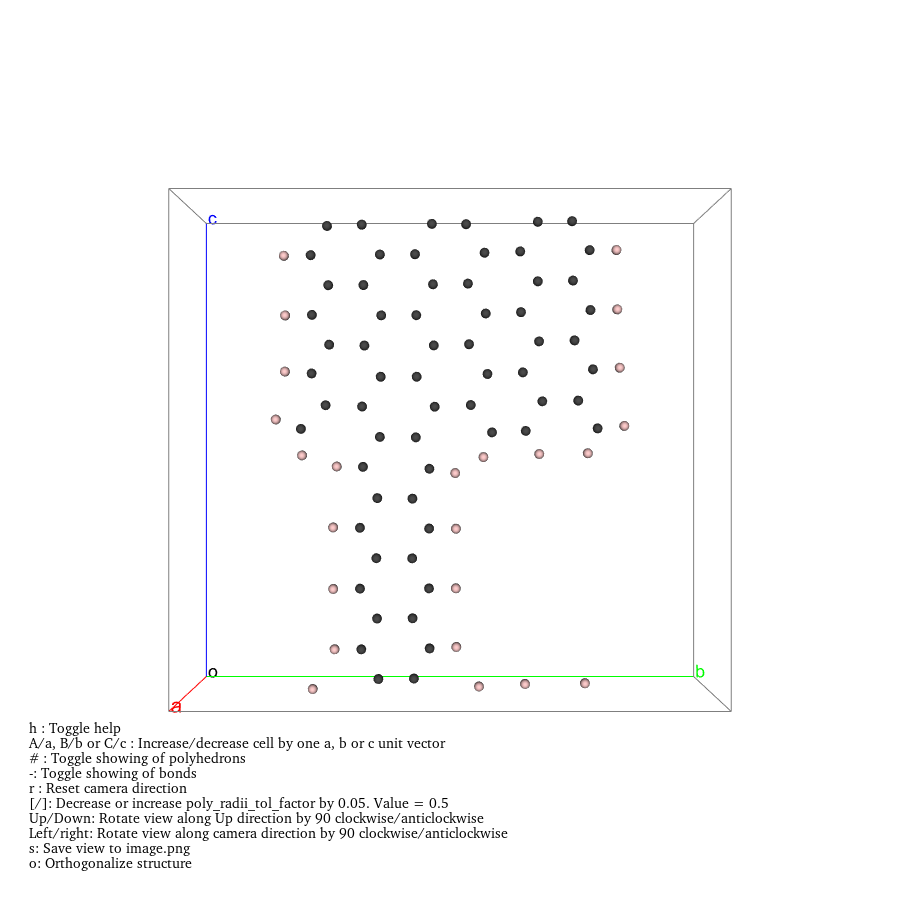 c
o
b
a
h : Toggle help
A/a, B/b or C/c : Increase/decrease cell by one a, b or c unit vector
# : Toggle showing of polyhedrons
-: Toggle showing of bonds
r : Reset camera direction
[/]: Decrease or increase poly_radii_tol_factor by 0.05. Value = 0.5
Up/Down: Rotate view along Up direction by 90 clockwise/anticlockwise
Left/right: Rotate view along camera direction by 90 clockwise/anticlockwise
s: Save view to image.png
o: Orthogonalize structure